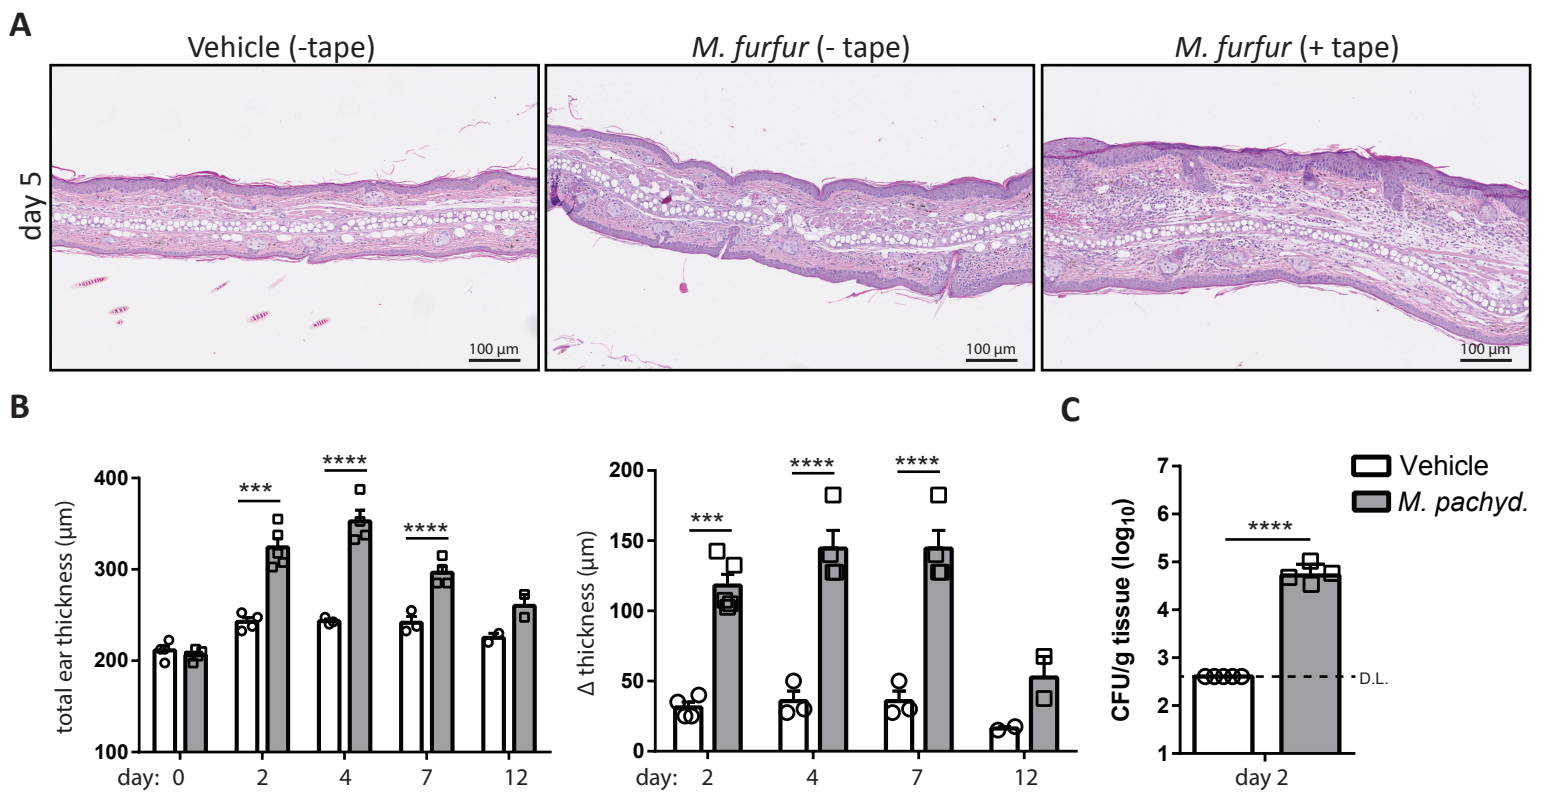 A
Vehicle (-tape)
M. furfur (- tape)
M. furfur (+ tape)
day 5
100 µm
100 µm
100 µm
B
total ear thickness (µm)
400
300
200
100
***
****
****
day: 0 2 4 7 12
Δ thickness (µm)
200
150
100
50
0
***
****
****
day: 2 4 7 12
C
CFU/g tissue (log10)
7
6
5
4
3
2
1
****
D.L.
day 2
Vehicle
M. pachyd.